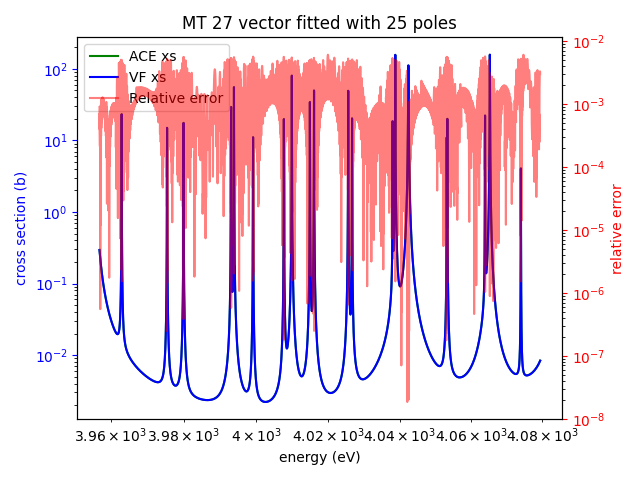 MT 27 vector fitted with 25 poles
ACE xs
VF xs
Relative error
cross section (b)
10²
10¹
10⁰
10⁻¹
10⁻²
relative error
10⁻²
10⁻³
10⁻⁴
10⁻⁵
10⁻⁶
10⁻⁷
10⁻⁸
3.96 × 10³ 3.98 × 10³ 4 × 10³ 4.02 × 10³ 4.04 × 10³ 4.06 × 10³ 4.08 × 10³
energy (eV)